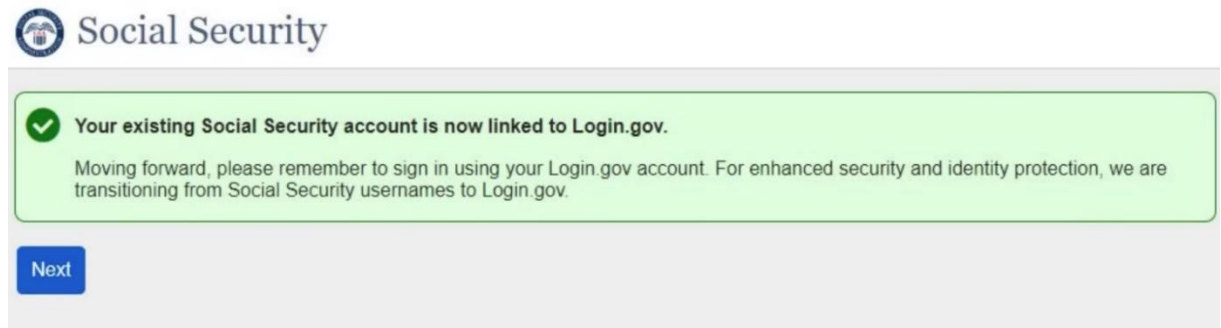 Social Security
Your existing Social Security account is now linked to Login.gov.
Moving forward, please remember to sign in using your Login.gov account. For enhanced security and identity protection, we are
transitioning from Social Security usernames to Login.gov.
Next